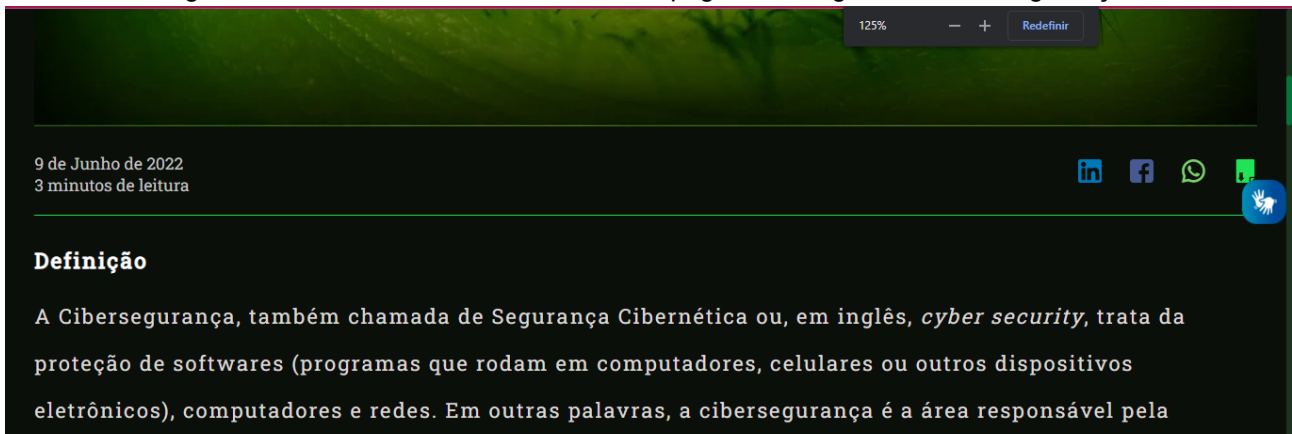 125%
Redefinir
9 de Junho de 2022
3 minutos de leitura
Definição
A Cibersegurança, também chamada de Segurança Cibernética ou, em inglês, cyber security, trata da
proteção de softwares (programas que rodam em computadores, celulares ou outros dispositivos
eletrônicos), computadores e redes. Em outras palavras, a cibersegurança é a área responsável pela